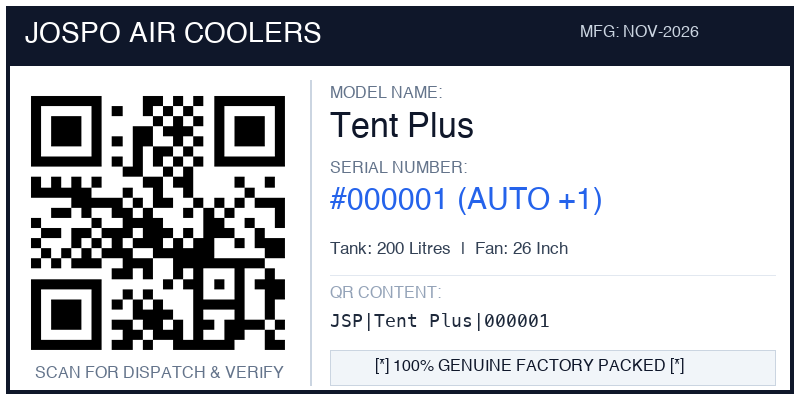 JOSPO AIR COOLERS
MFG: NOV-2026
MODEL NAME:
Tent Plus
SERIAL NUMBER:
#000001 (AUTO +1)
Tank: 200 Litres | Fan: 26 Inch
QR CONTENT:
JSP|Tent Plus|000001
[*] 100% GENUINE FACTORY PACKED [*]
SCAN FOR DISPATCH & VERIFY